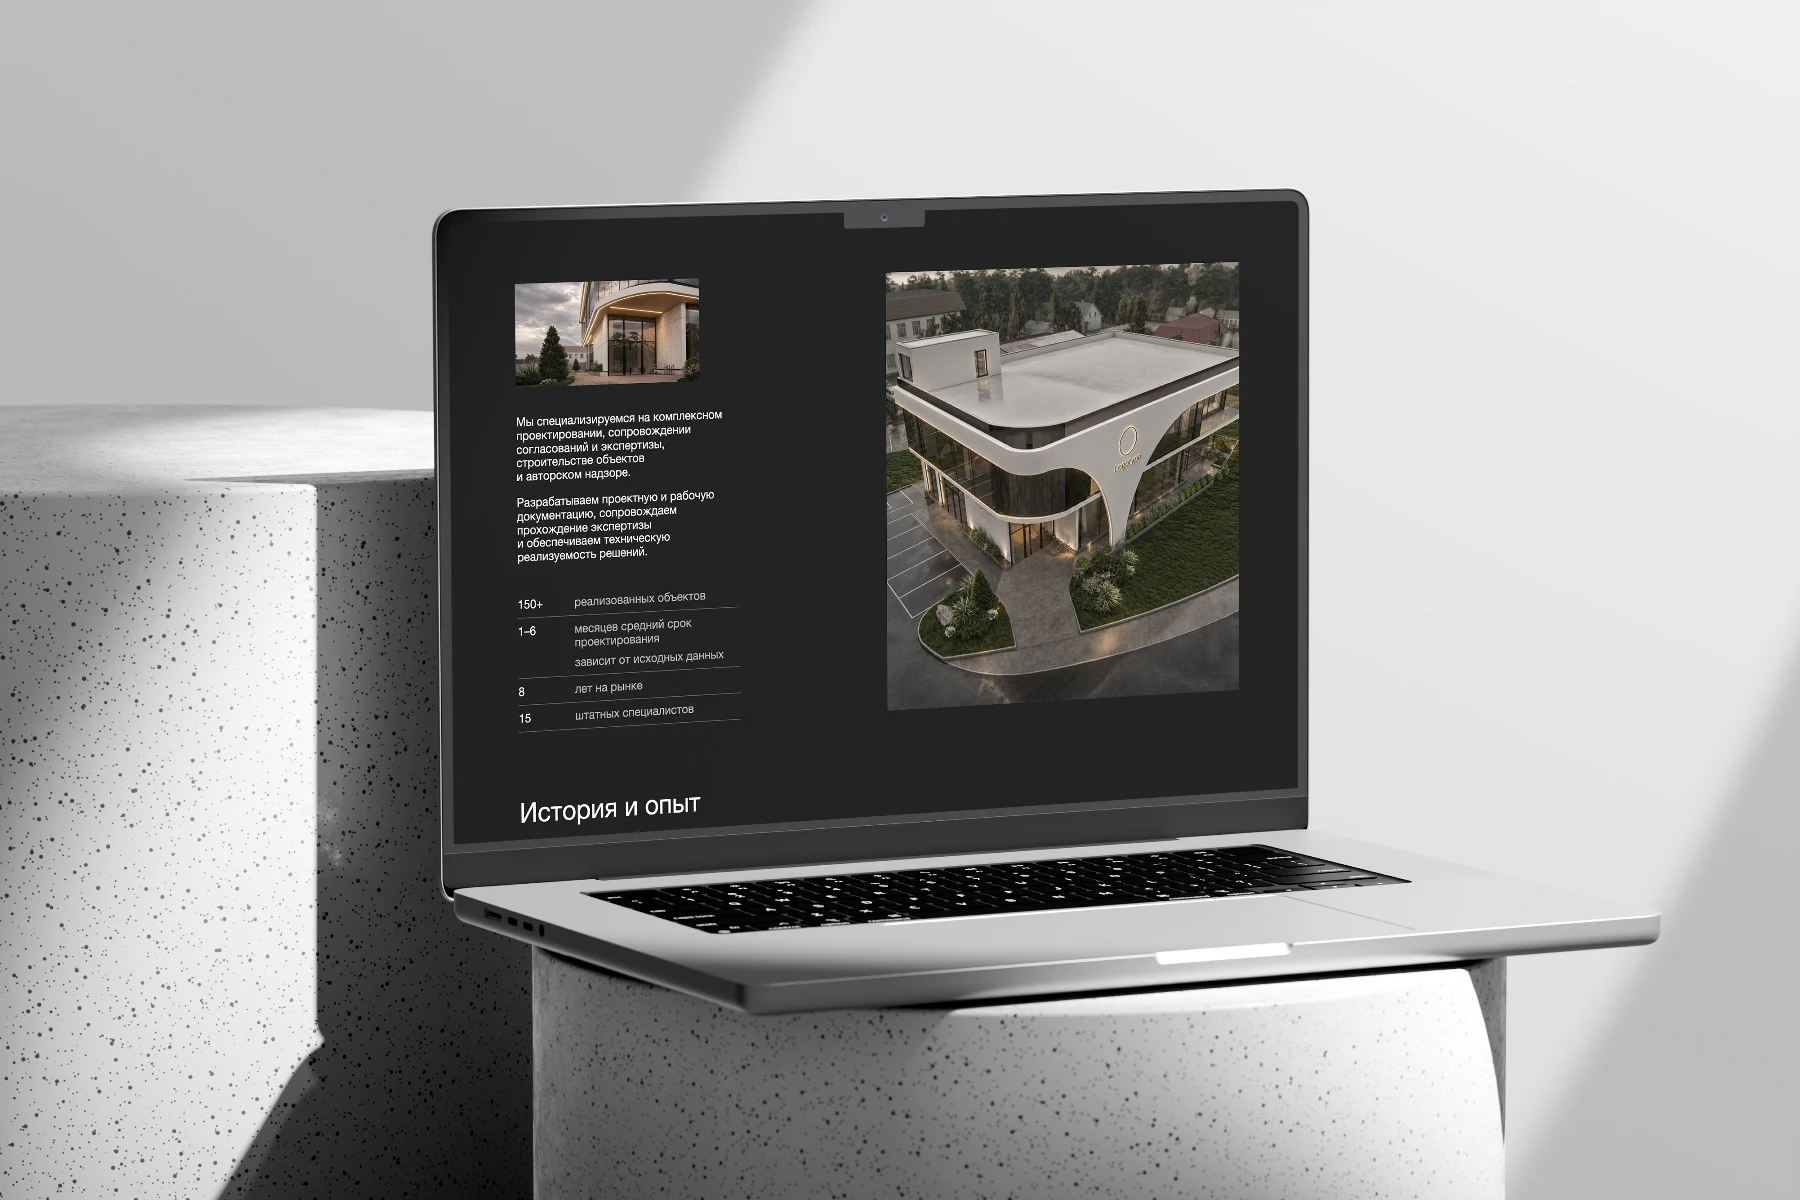 Мы специализируемся на комплексном
проектировании, сопровождении
согласований и экспертизы,
строительстве объектов
и авторском надзоре.
Разрабатываем проектную и рабочую
документацию, сопровождаем
прохождение экспертизы
и обеспечиваем техническую
реализуемость решений.
150+ реализованных объектов
1–6 месяцев средний срок
проектирования
зависит от исходных данных
8 лет на рынке
15 штатных специалистов
История и опыт